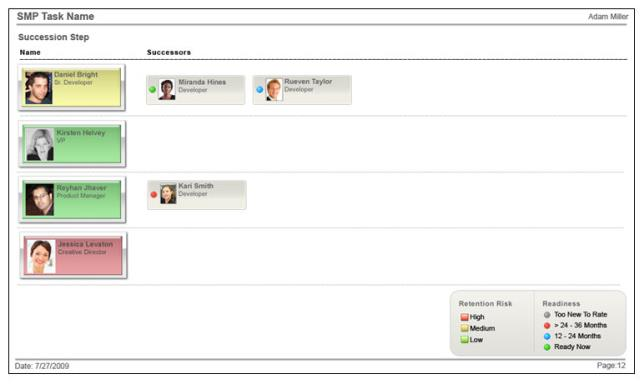 SMP Task Name Adam Miller
Succession Step
Name Successors
Daniel Bright
Sr. Developer
Miranda Hines
Developer
Rueven Taylor
Developer
Kirsten Helvey
VP
Reyhan Jhaver
Product Manager
Kari Smith
Developer
Jessica Levaton
Creative Director
Retention Risk
High
Medium
Low
Readiness
Too New To Rate
> 24 - 36 Months
12 - 24 Months
Ready Now
Date: 7/27/2009 Page:12